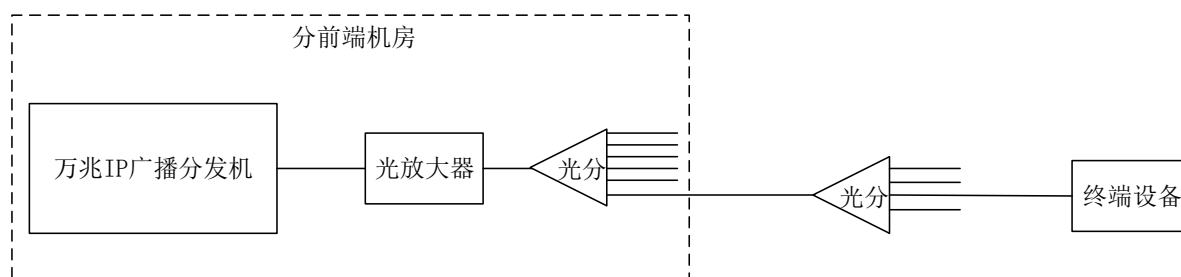 分前端机房
万兆IP广播分发机
光放大器
光分
光分
终端设备